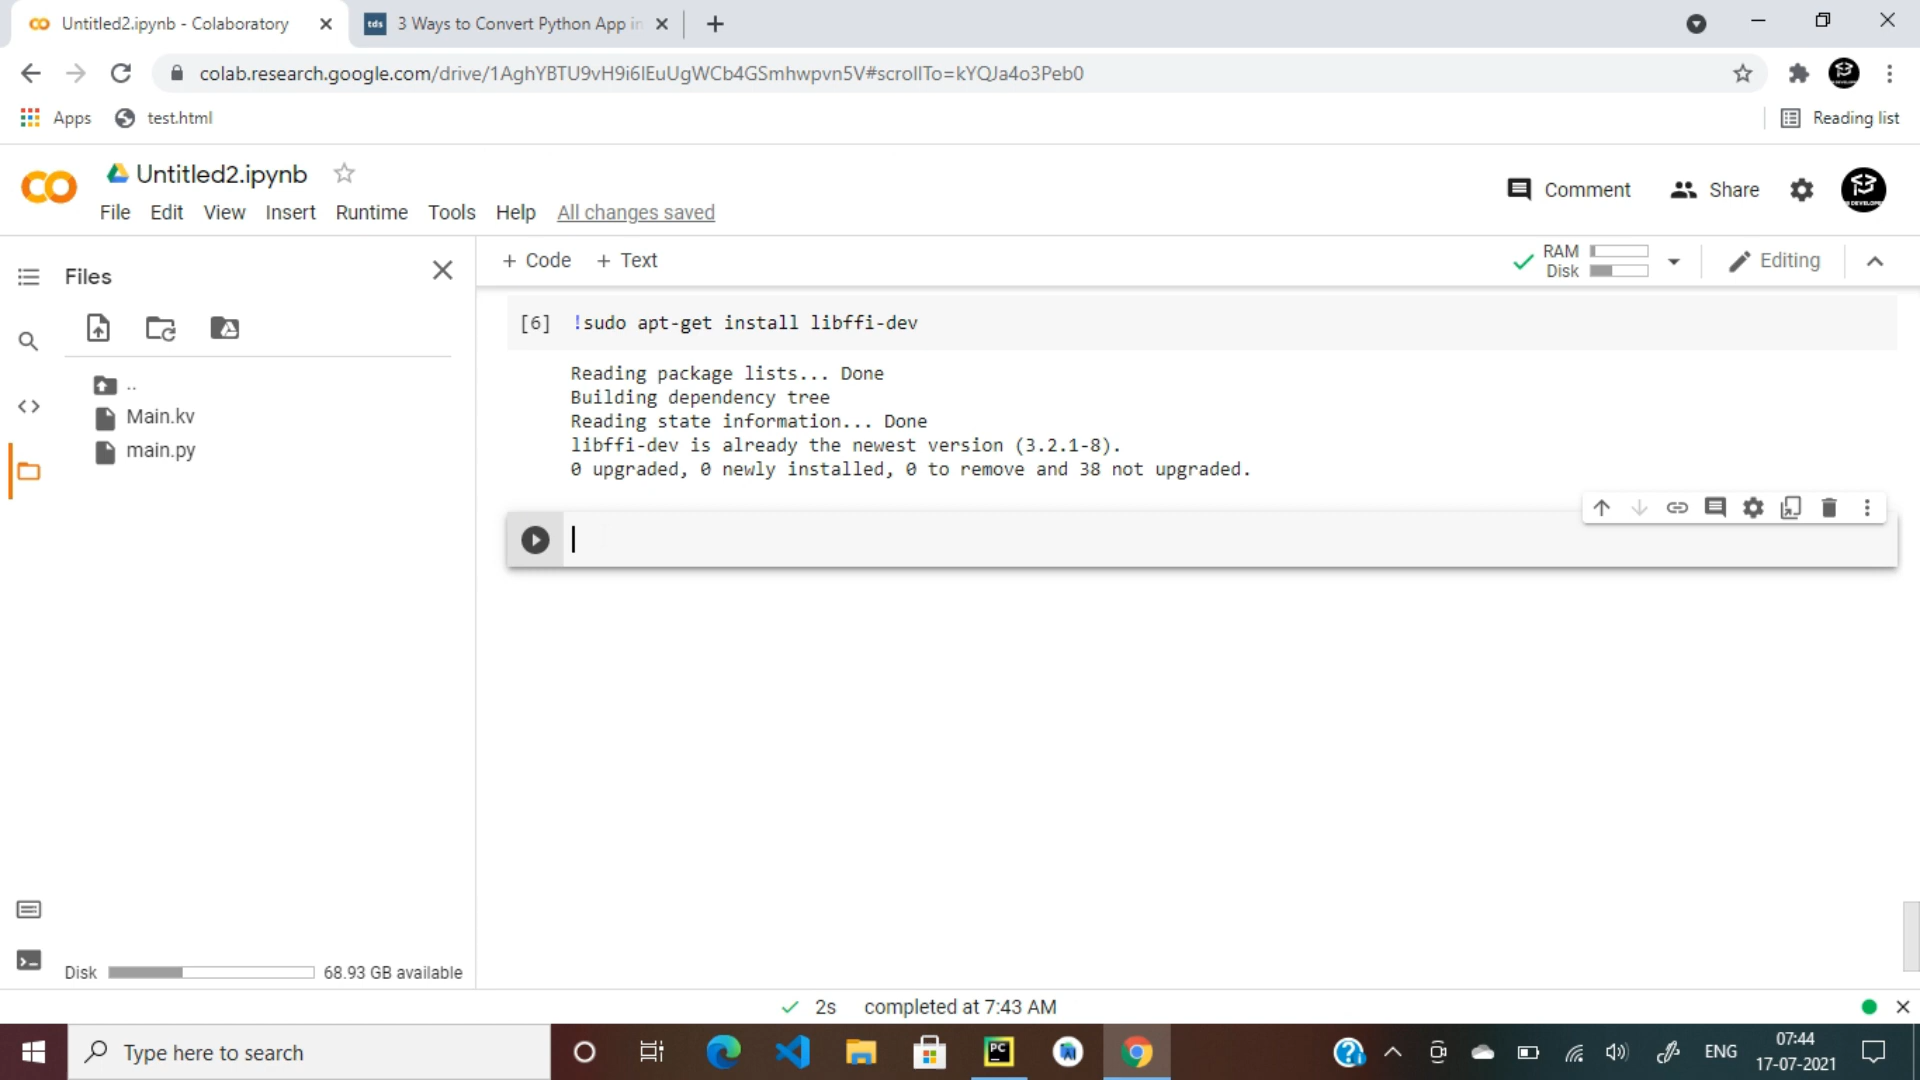 Untitled2.ipynb - Colaboratory
tds 3 Ways to Convert Python App in
colab.research.google.com/drive/1AghYBTU9vH9i6IEuUgWCb4GSmhwpvn5V#scrollTo=kYQJa4o3Peb0
Apps test.html Reading list
Untitled2.ipynb
Comment Share
File Edit View Insert Runtime Tools Help All changes saved
Files
+ Code + Text
RAM
Disk
Editing
[6] !sudo apt-get install libffi-dev
Reading package lists... Done
Building dependency tree
Reading state information... Done
libffi-dev is already the newest version (3.2.1-8).
0 upgraded, 0 newly installed, 0 to remove and 38 not upgraded.
..
Main.kv
main.py
Disk 68.93 GB available
2s completed at 7:43 AM
Type here to search
PC
ENG
07:44
17-07-2021